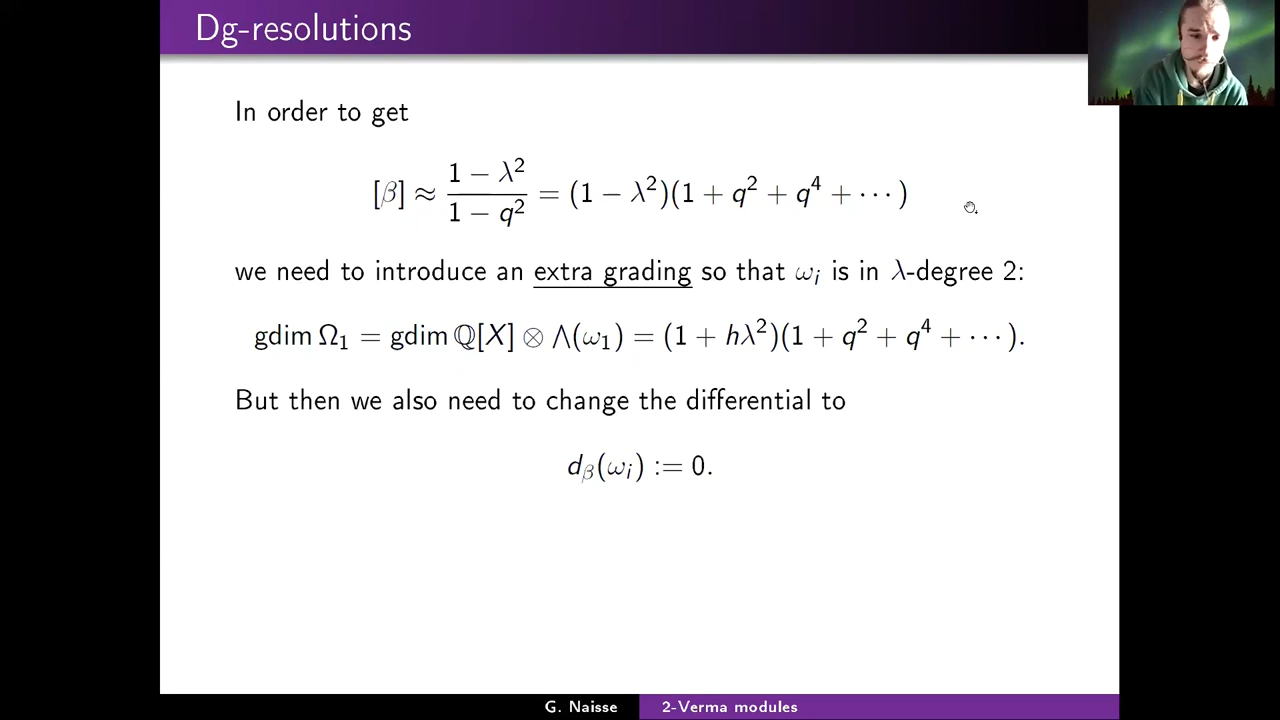 Dg-resolutions
In order to get
[β] ≈ \frac{1 − λ²}{1 − q²} = (1 − λ²)(1 + q² + q⁴ + ⋯)
we need to introduce an extra grading so that ωᵢ is in λ-degree 2:
gdim Ω₁ = gdim ℚ[X] ⊗ ⋀(ω₁) = (1 + hλ²)(1 + q² + q⁴ + ⋯).
But then we also need to change the differential to
d_β(ωᵢ) := 0.
G. Naisse 2-Verma modules